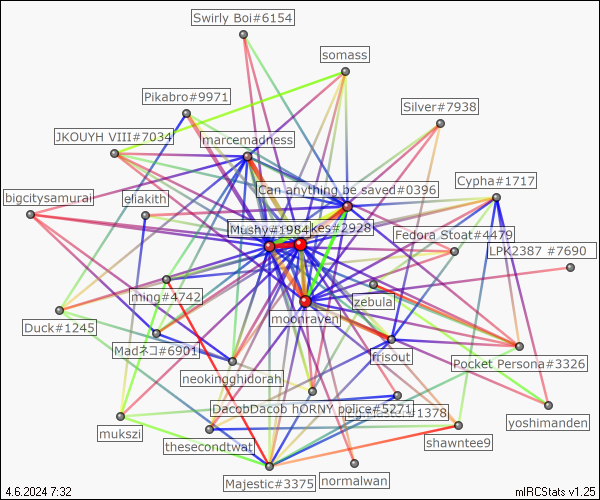 Swirly Boi#6154
somass
Pikabro#9971
Silver#7938
JKOUYH VIII#7034
marcemadness
Cypha#1717
bigcitysamurai
eliakith
Can anything be saved#0396
Mushy#1984
kes#2928
Fedora Stoat#4479
LPK2387 #7690
ming#4742
zebula
moonraven
Duck#1245
Madネコ#6901
frisout
Pocket Persona#3326
neokingghidorah
DacobDacob hORNY police#5271
1378
mukszi
yoshimanden
thesecondtwat
shawntee9
Majestic#3375
normalwan
4.6.2024 7:32
mIRCStats v1.25